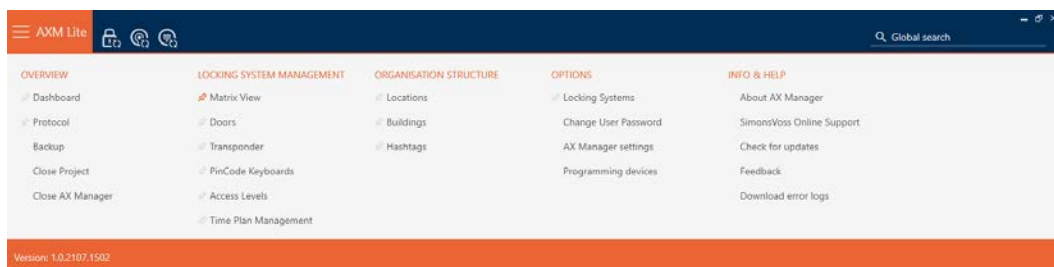 AXM Lite
Global search
OVERVIEW
Dashboard
Protocol
Backup
Close Project
Close AX Manager
LOCKING SYSTEM MANAGEMENT
Matrix View
Doors
Transponder
PinCode Keyboards
Access Levels
Time Plan Management
ORGANISATION STRUCTURE
Locations
Buildings
Hashtags
OPTIONS
Locking Systems
Change User Password
AX Manager settings
Programming devices
INFO & HELP
About AX Manager
SimonsVoss Online Support
Check for updates
Feedback
Download error logs
Version: 1.0.2107.1502